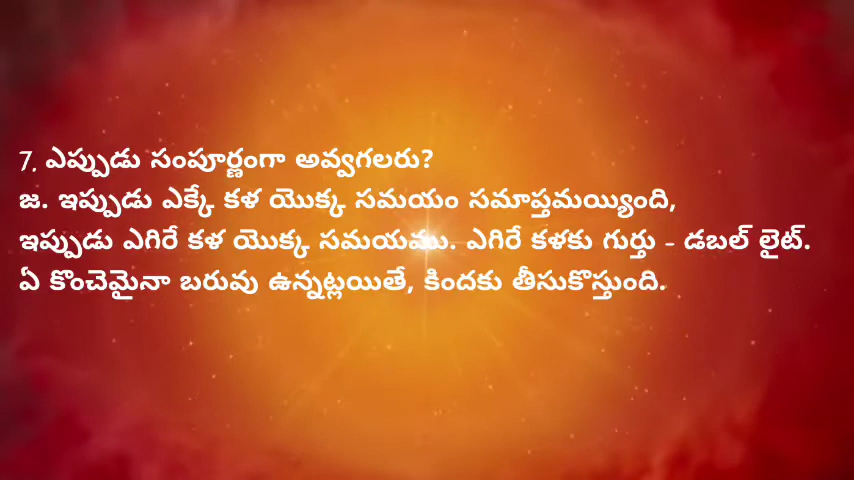 7, ఎప్పుడు సంపూర్ణంగా అవ్వగలరు?
జ. ఇప్పుడు ఎక్కే కళ యొక్క సమయం సమాప్తమయ్యింది,
ఇప్పుడు ఎగిరే కళ యొక్క సమయము. ఎగిరే కళకు గుర్తు - డబల్ లైట్.
ఏ కొంచెమైనా బరువు ఉన్నట్లయితే, కిందకు తీసుకొస్తుంది.